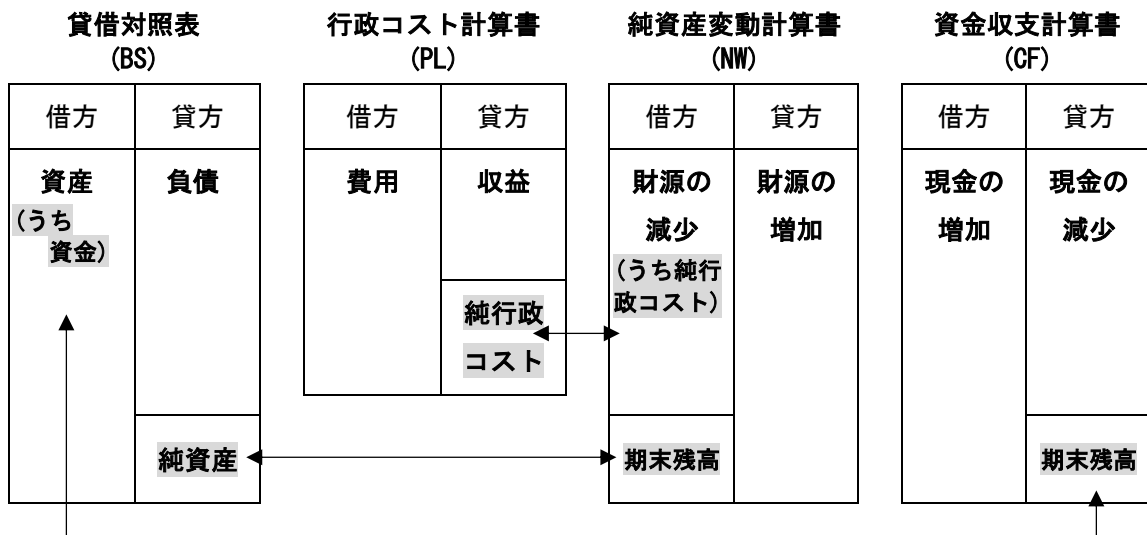 貸借対照表
(BS)
行政コスト計算書
(PL)
純資産変動計算書
(NW)
資金収支計算書
(CF)
借方
貸方
借方
貸方
借方
貸方
借方
貸方
資産
(うち
資金)
負債
純資産
費用
収益
純行政
コスト
財源の
減少
(うち純行
政コスト)
期末残高
財源の
増加
現金の
増加
現金の
減少
期末残高